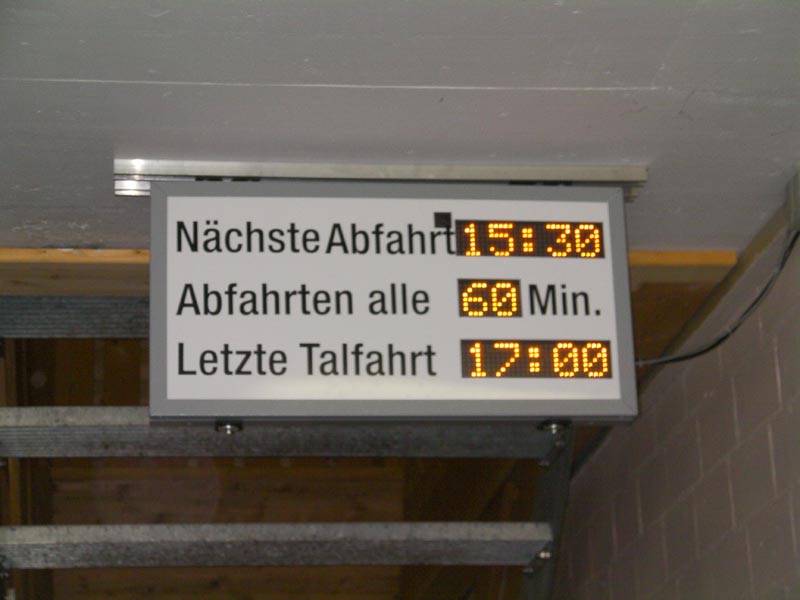 Nächste Abfahrt 15:30
Abfahrten alle 60 Min.
Letzte Talfahrt 17:00